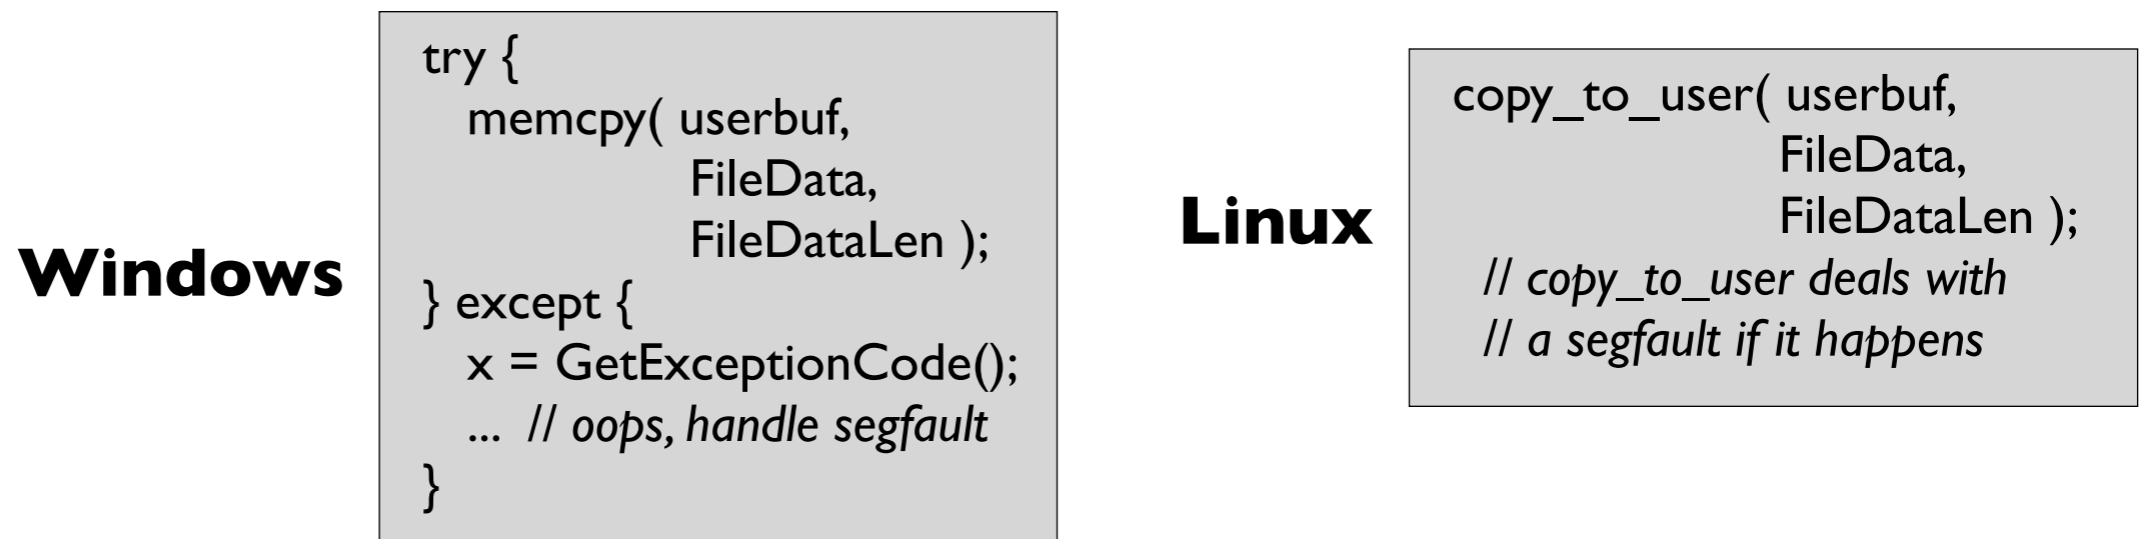 Windows
try {
memcpy( userbuf,
FileData,
FileDataLen );
} except {
x = GetExceptionCode();
... // oops, handle segfault
}
Linux
copy_to_user( userbuf,
FileData,
FileDataLen );
// copy_to_user deals with
// a segfault if it happens